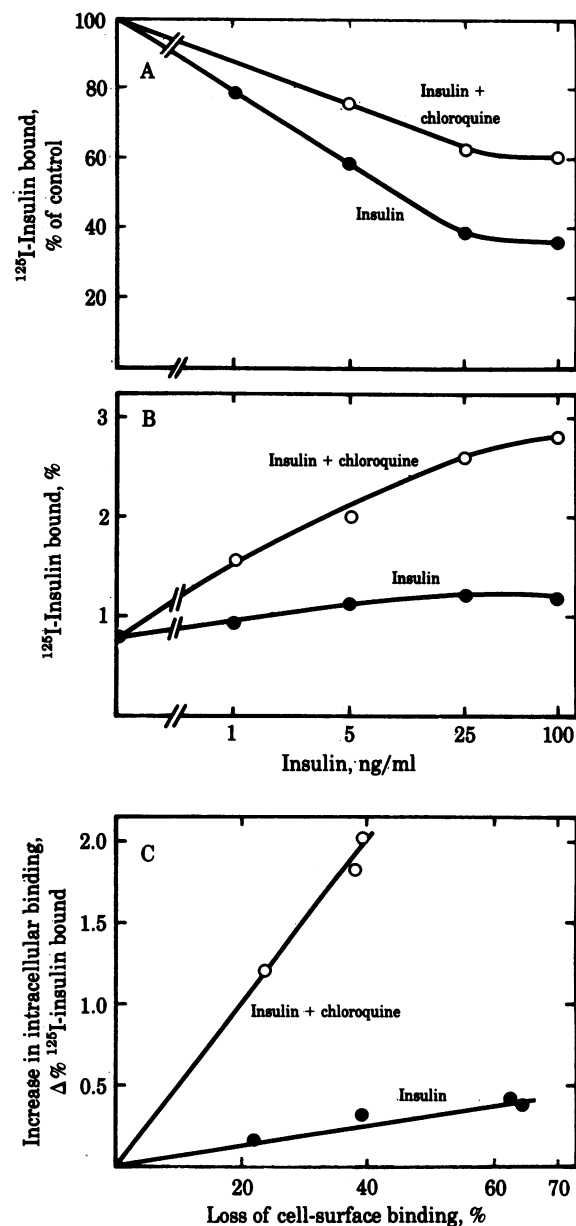 100
80
60
40
20
A
¹²⁵I-Insulin bound,
% of control
Insulin +
chloroquine
Insulin
3
2
1
B
¹²⁵I-Insulin bound, %
Insulin + chloroquine
Insulin
1 5 25 100
Insulin, ng/ml
2.0
1.5
1.0
0.5
C
Increase in intracellular binding,
Δ% ¹²⁵I-insulin bound
Insulin + chloroquine
Insulin
20 40 60 70
Loss of cell-surface binding, %